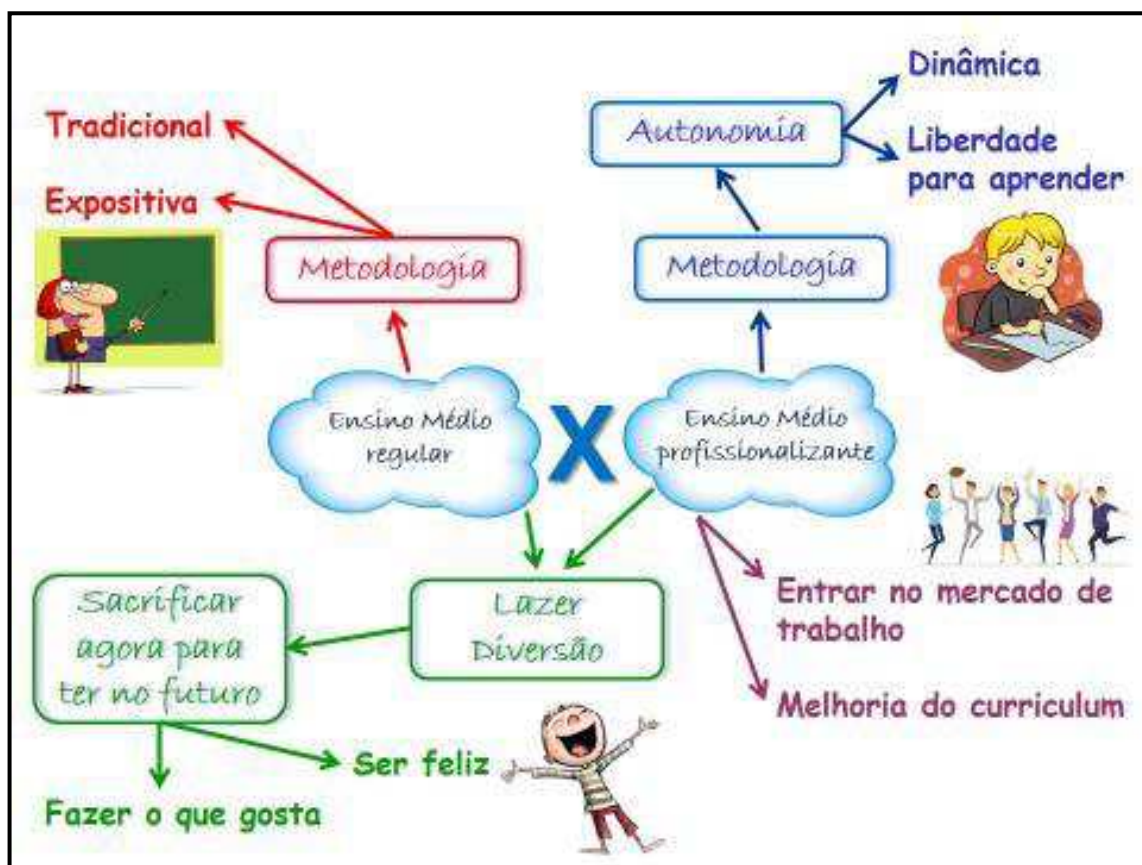 Dinâmica
Tradicional
Autonomia
Liberdade
para aprender
Expositiva
Metodologia
Metodologia
Ensino Médio
regular
X
Ensino Médio
profissionalizante
Sacrificar
agora para
ter no futuro
Lazer
Diversão
Entrar no mercado de
trabalho
Melhoria do curriculum
Ser feliz
Fazer o que gosta